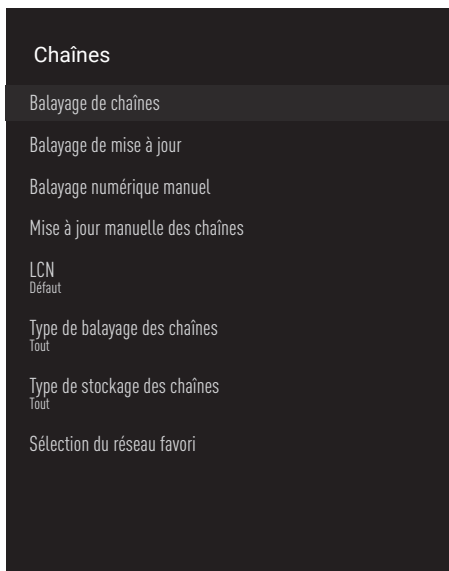 Chaînes
Balayage de chaînes
Balayage de mise à jour
Balayage numérique manuel
Mise à jour manuelle des chaînes
LCN
Défaut
Type de balayage des chaînes
Tout
Type de stockage des chaînes
Tout
Sélection du réseau favori